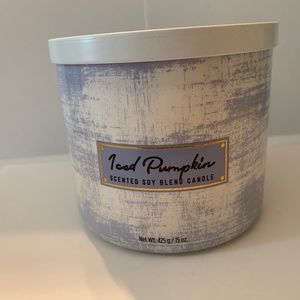 Iced Pumpkin
SCENTED SOY BLEND CANDLE
Net Wt. 425 g / 15 oz.